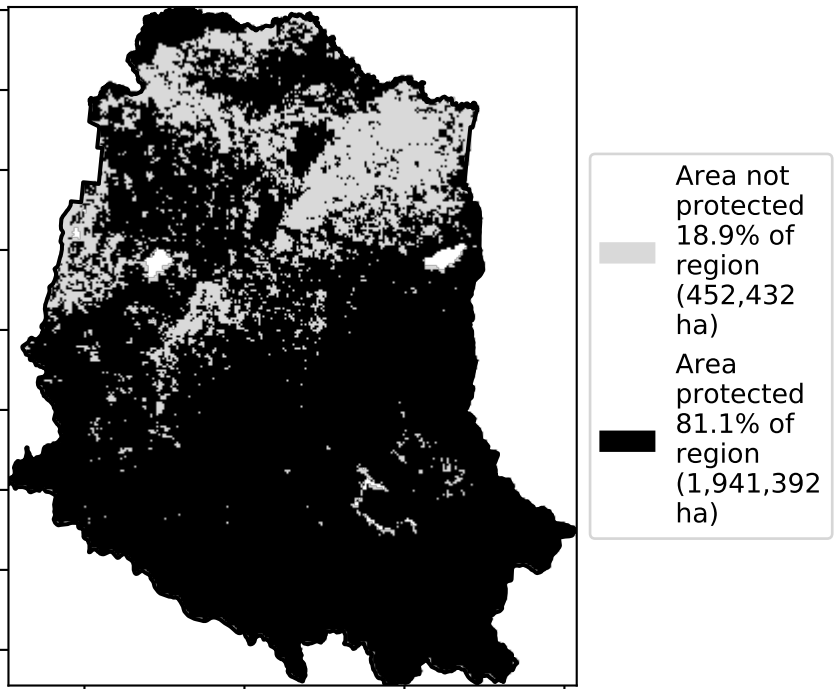 Area not
protected
18.9% of
region
(452,432
ha)
Area
protected
81.1% of
region
(1,941,392
ha)